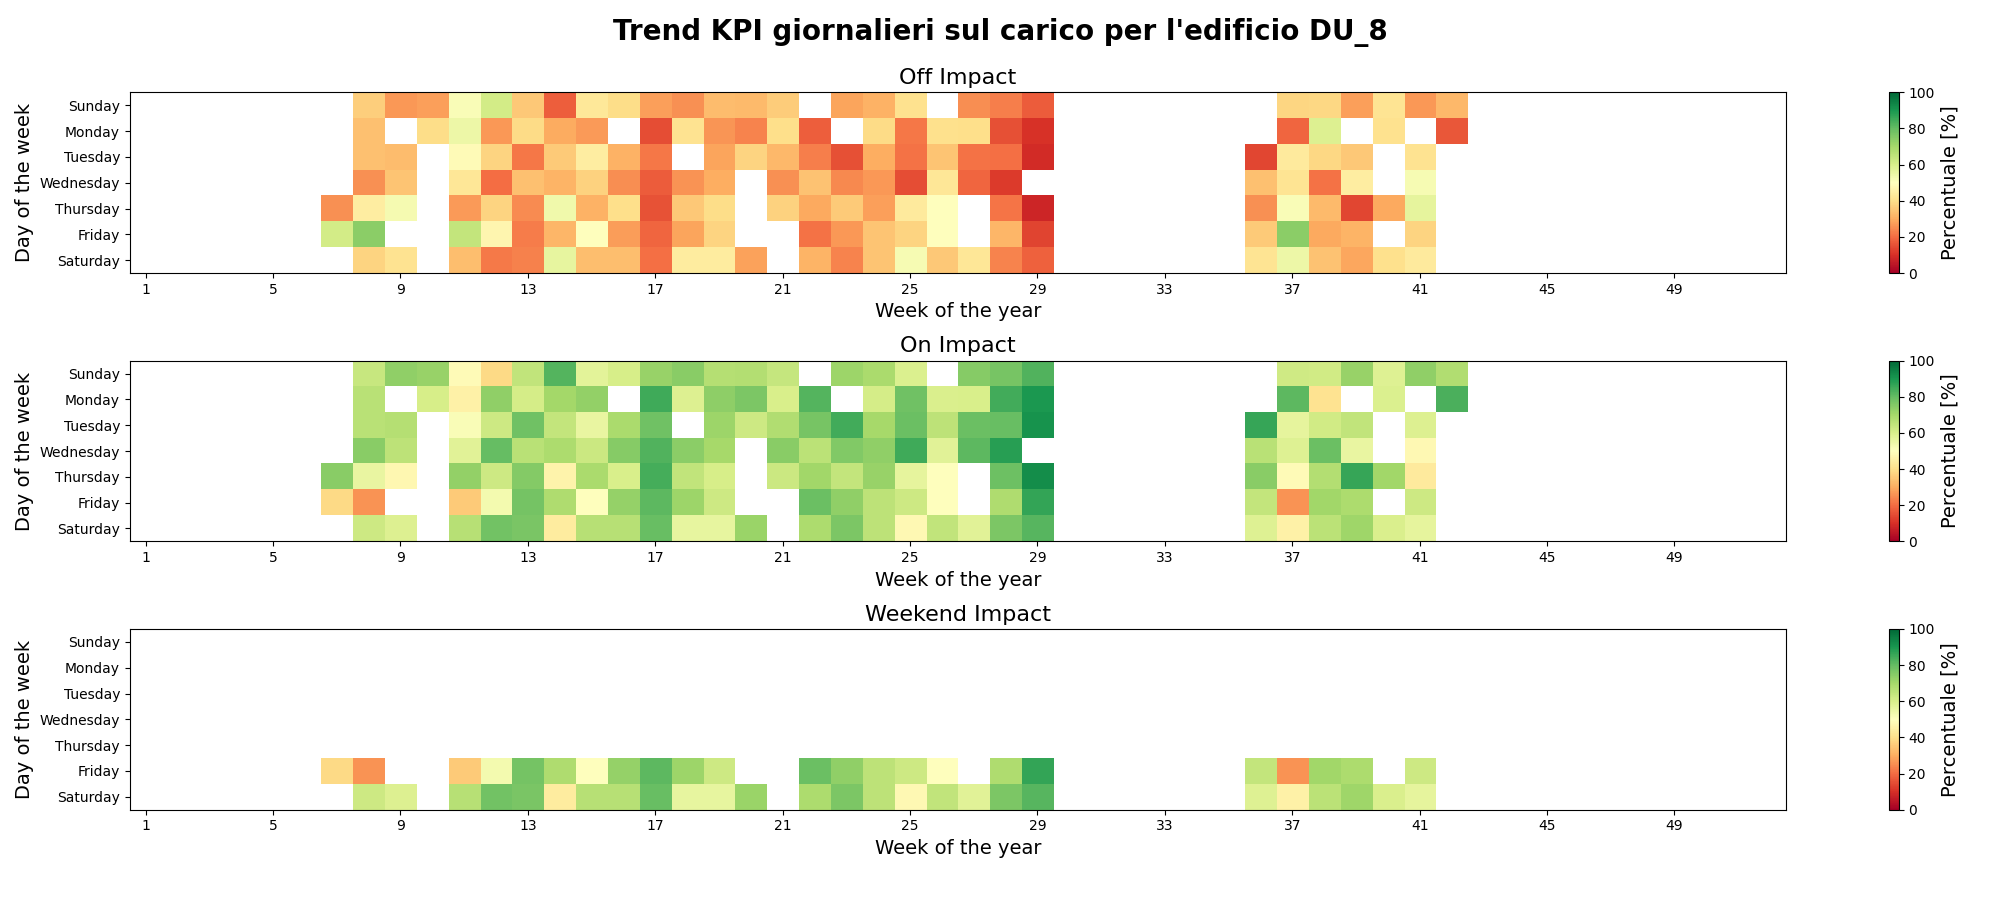 Trend KPI giornalieri sul carico per l'edificio DU_8
Off Impact
Day of the week
Sunday
Monday
Tuesday
Wednesday
Thursday
Friday
Saturday
1 5 9 13 17 21 25 29 33 37 41 45 49
Week of the year
100
80
60
40
20
0
Percentuale [%]
On Impact
Day of the week
Sunday
Monday
Tuesday
Wednesday
Thursday
Friday
Saturday
1 5 9 13 17 21 25 29 33 37 41 45 49
Week of the year
100
80
60
40
20
0
Percentuale [%]
Weekend Impact
Day of the week
Sunday
Monday
Tuesday
Wednesday
Thursday
Friday
Saturday
1 5 9 13 17 21 25 29 33 37 41 45 49
Week of the year
100
80
60
40
20
0
Percentuale [%]